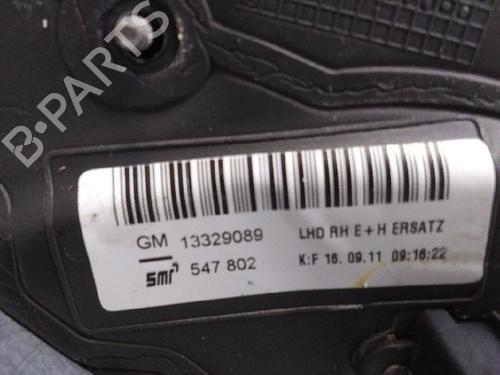 B-PARTS
GM 13329089
LHD RH E+H ERSATZ
smr 547 802
K:F 16. 09.11 09:16:22